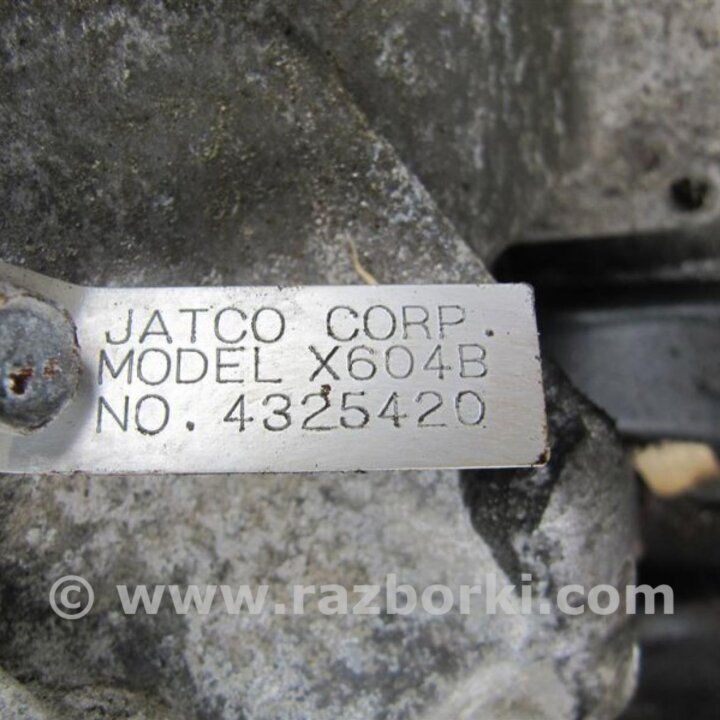 JATCO CORP.
MODEL X604B
NO. 4325420
© www.razborki.com